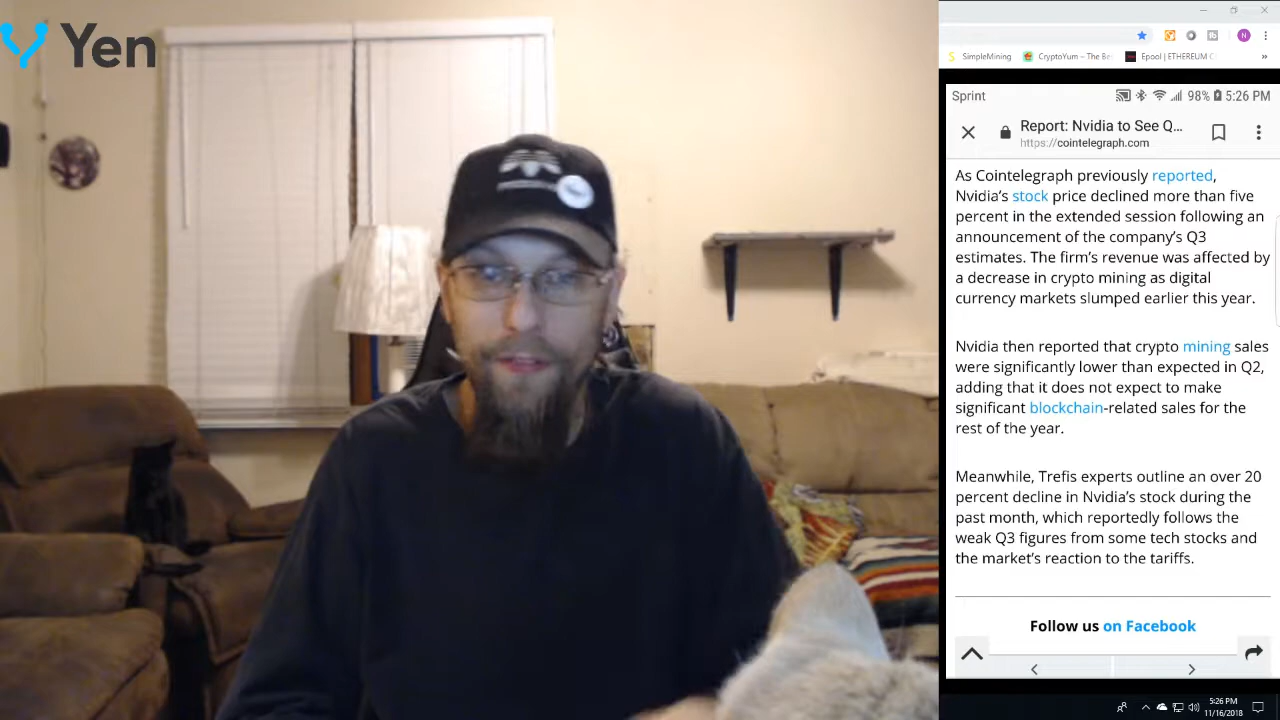 Yen
SimpleMining
CryptoYum – The Be
Epool | ETHEREUM C
»
Sprint
98%
5:26 PM
Report: Nvidia to See Q...
https://cointelegraph.com
As Cointelegraph previously reported,
Nvidia's stock price declined more than five
percent in the extended session following an
announcement of the company's Q3
estimates. The firm's revenue was affected by
a decrease in crypto mining as digital
currency markets slumped earlier this year.
Nvidia then reported that crypto mining sales
were significantly lower than expected in Q2,
adding that it does not expect to make
significant blockchain-related sales for the
rest of the year.
Meanwhile, Trefis experts outline an over 20
percent decline in Nvidia's stock during the
past month, which reportedly follows the
weak Q3 figures from some tech stocks and
the market's reaction to the tariffs.
Follow us on Facebook
5:26 PM
11/16/2018